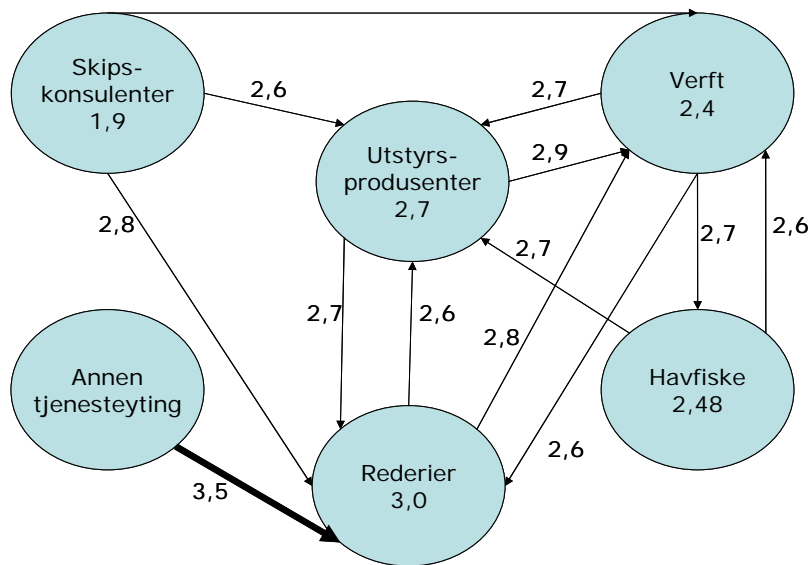 Skips-
konsulenter
1,9
2,6
2,7
Verft
2,4
Utstyrs-
produsenter
2,7
2,9
2,8
2,7
2,7
2,6
2,7
2,6
2,8
Annen
tjenesteyting
Havfiske
2,48
3,5
Rederier
3,0
2,6